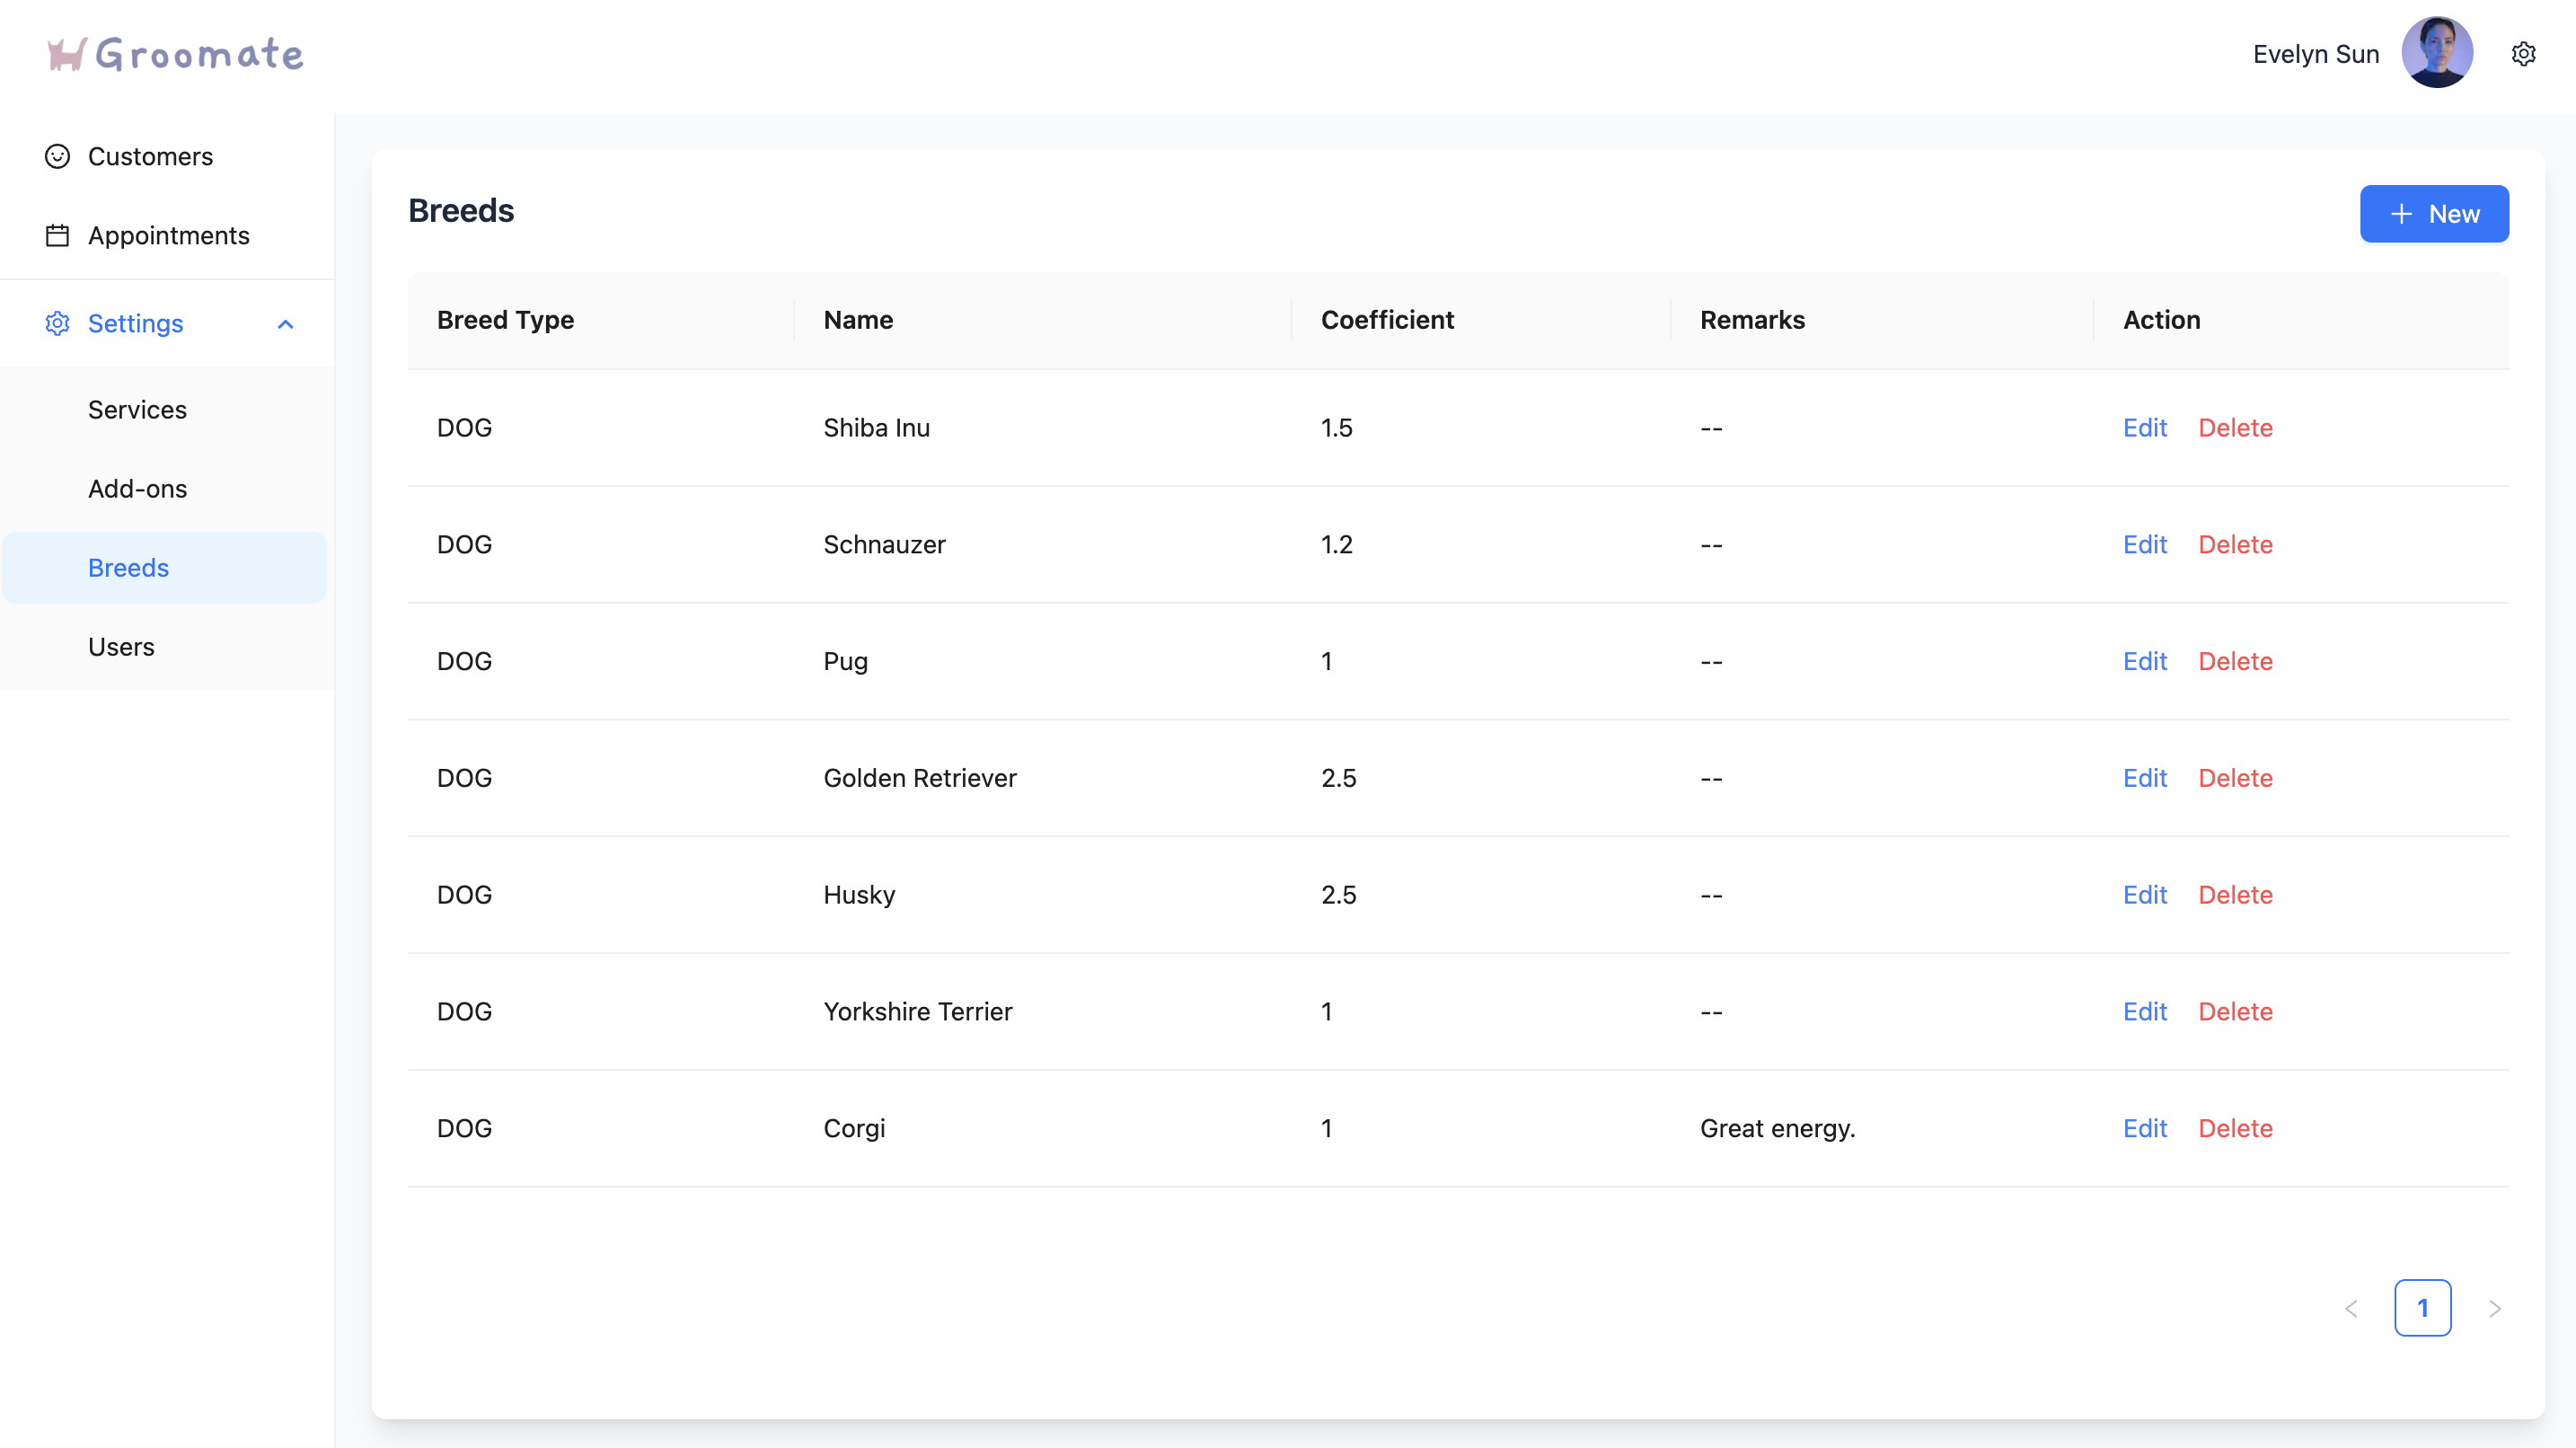 Groomate
Evelyn Sun
Customers
Appointments
Settings
Services
Add-ons
Breeds
Users
Breeds
New
Breed Type Name Coefficient Remarks Action
DOG Shiba Inu 1.5 -- Edit Delete
DOG Schnauzer 1.2 -- Edit Delete
DOG Pug 1 -- Edit Delete
DOG Golden Retriever 2.5 -- Edit Delete
DOG Husky 2.5 -- Edit Delete
DOG Yorkshire Terrier 1 -- Edit Delete
DOG Corgi 1 Great energy. Edit Delete
1